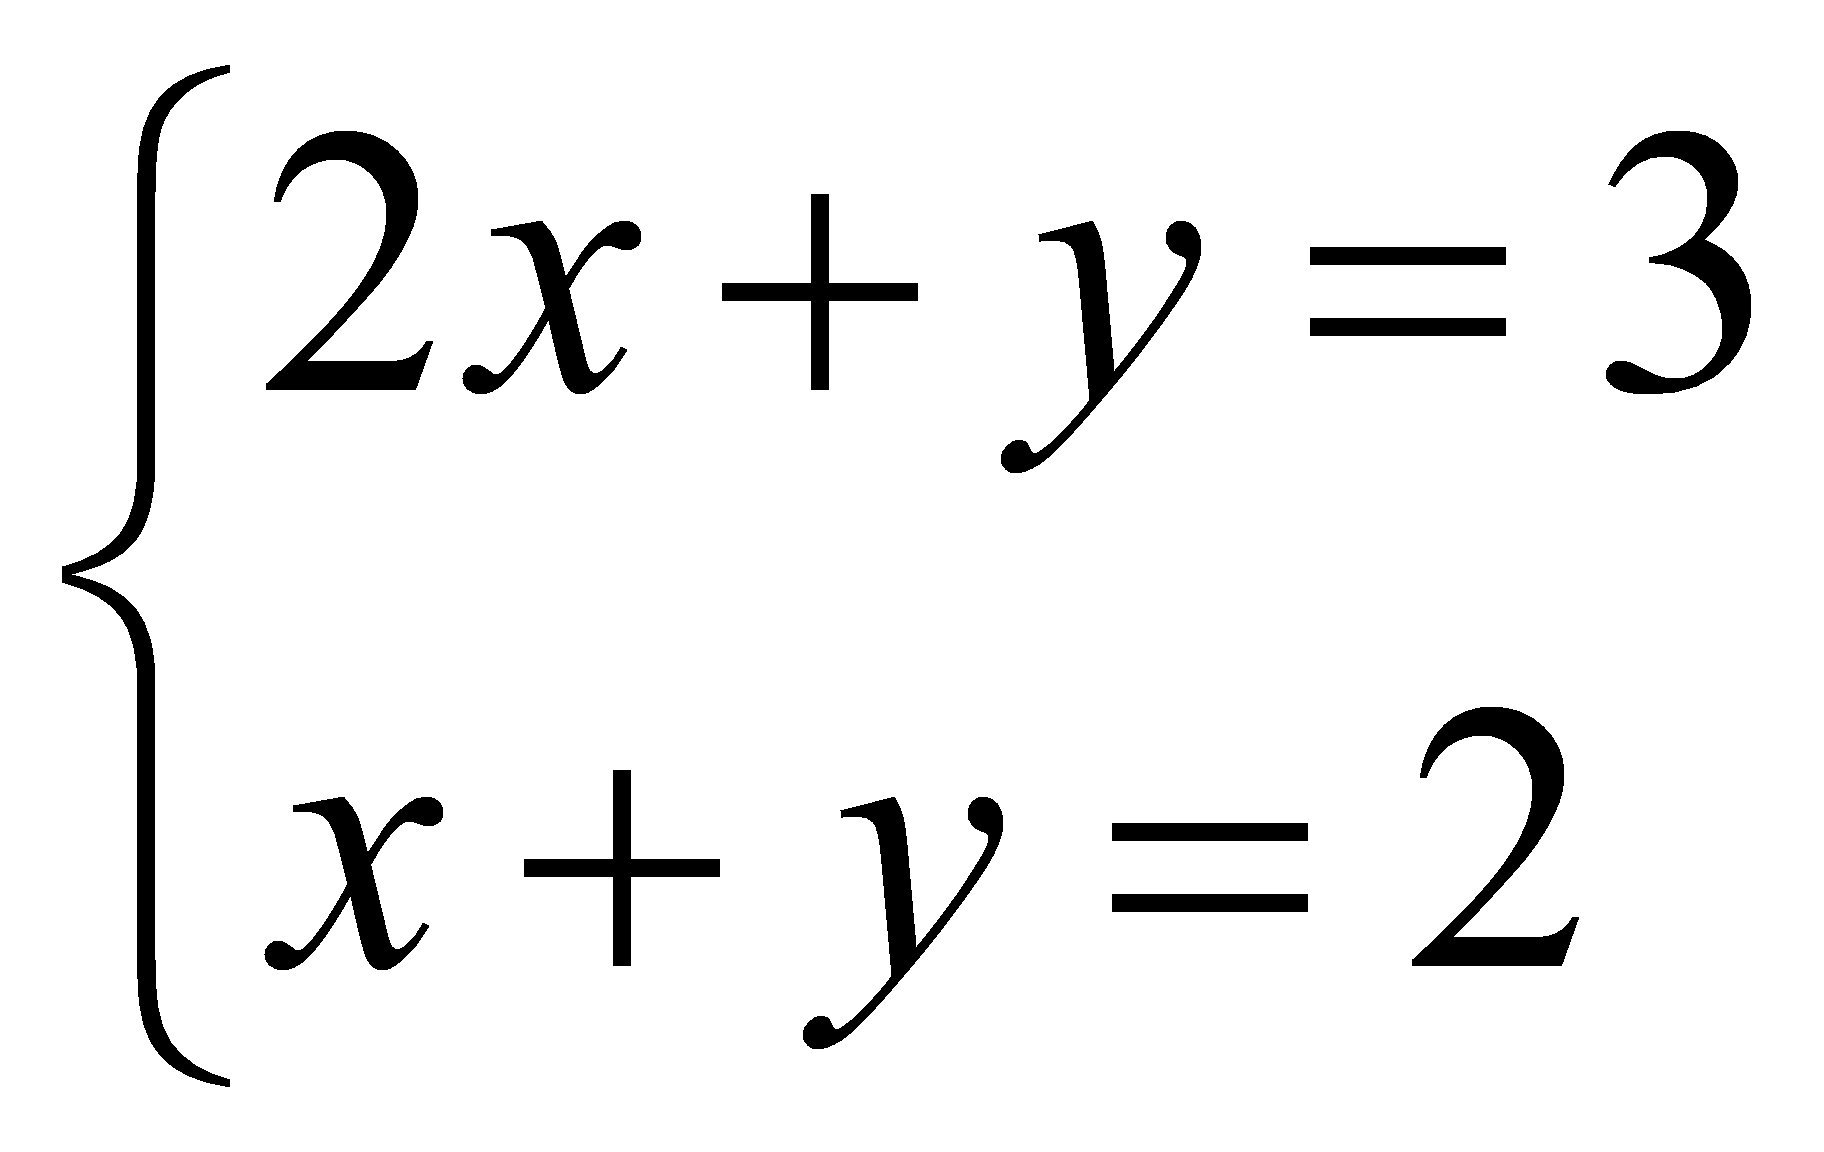 2x + y = 3
x + y = 2